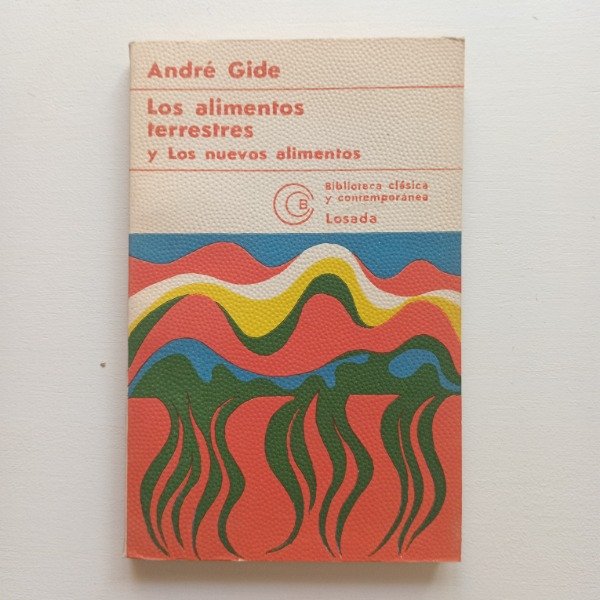 André Gide
Los alimentos
terrestres
y Los nuevos alimentos
B
Biblioteca clásica
y contemporánea
Losada